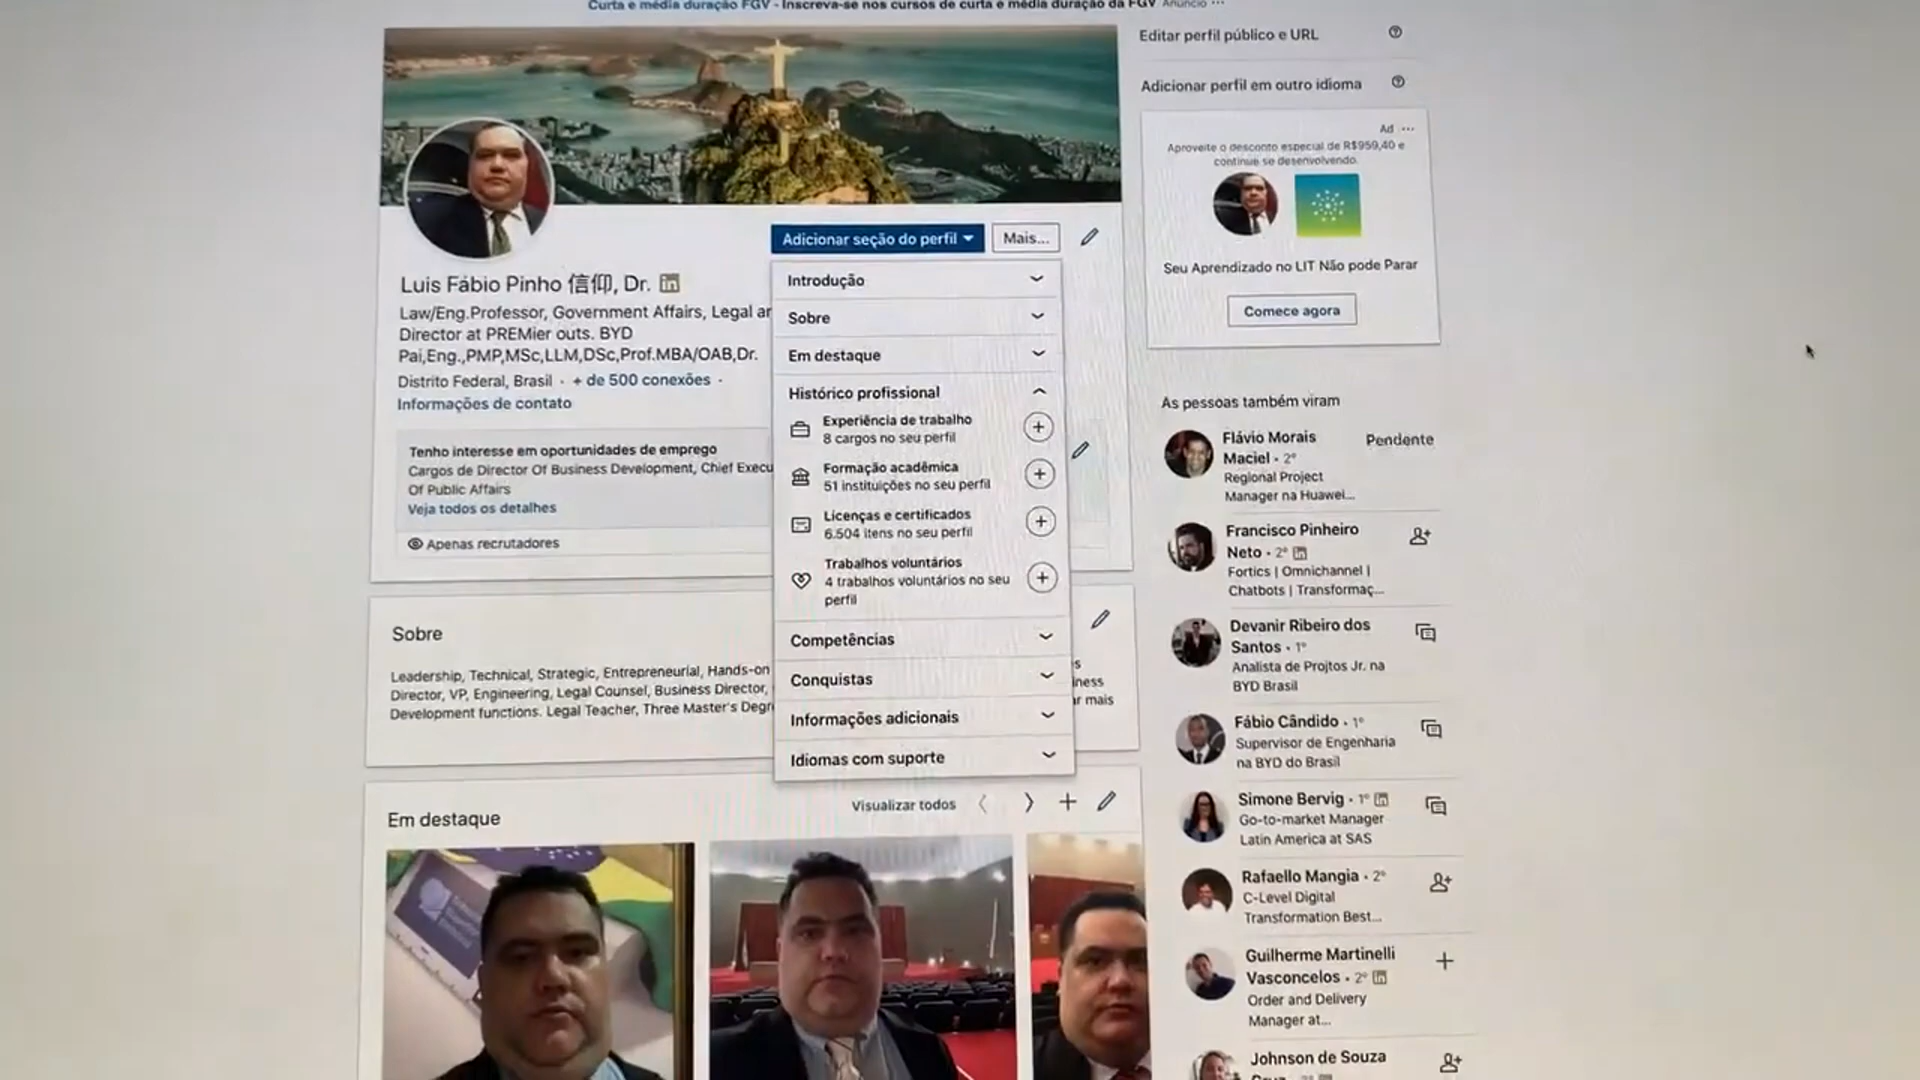 Curta e média duração FGV - Inscreva-se nos cursos de curta e média duração da FGV Anúncio ···
Luis Fábio Pinho 信仰, Dr.
Law/Eng.Professor, Government Affairs, Legal ar
Director at PREMier outs. BYD
Pai,Eng.,PMP,MSc,LLM,DSc,Prof.MBA/OAB,Dr.
Distrito Federal, Brasil · + de 500 conexões ·
Informações de contato
Tenho interesse em oportunidades de emprego
Cargos de Director Of Business Development, Chief Execu
Of Public Affairs
Veja todos os detalhes
Apenas recrutadores
Adicionar seção do perfil
Mais...
Introdução
Sobre
Em destaque
Histórico profissional
Experiência de trabalho
8 cargos no seu perfil
Formação acadêmica
51 instituições no seu perfil
Licenças e certificados
6.504 itens no seu perfil
Trabalhos voluntários
4 trabalhos voluntários no seu
perfil
Competências
Conquistas
Informações adicionais
Idiomas com suporte
Sobre
Leadership, Technical, Strategic, Entrepreneurial, Hands-on
Director, VP, Engineering, Legal Counsel, Business Director,
Development functions. Legal Teacher, Three Master's Degr
s
iness
ar mais
Em destaque
Visualizar todos
Editar perfil público e URL
Adicionar perfil em outro idioma
Ad ···
Aproveite o desconto especial de R$959,40 e
continue se desenvolvendo.
Seu Aprendizado no LIT Não pode Parar
Comece agora
As pessoas também viram
Flávio Morais
Maciel · 2º
Pendente
Regional Project
Manager na Huawei...
Francisco Pinheiro
Neto · 2º
Fortics | Omnichannel |
Chatbots | Transformaç...
Devanir Ribeiro dos
Santos · 1º
Analista de Projtos Jr. na
BYD Brasil
Fábio Cândido · 1º
Supervisor de Engenharia
na BYD do Brasil
Simone Bervig · 1º
Go-to-market Manager
Latin America at SAS
Rafaello Mangia · 2º
C-Level Digital
Transformation Best...
Guilherme Martinelli
Vasconcelos · 2º
Order and Delivery
Manager at...
Johnson de Souza